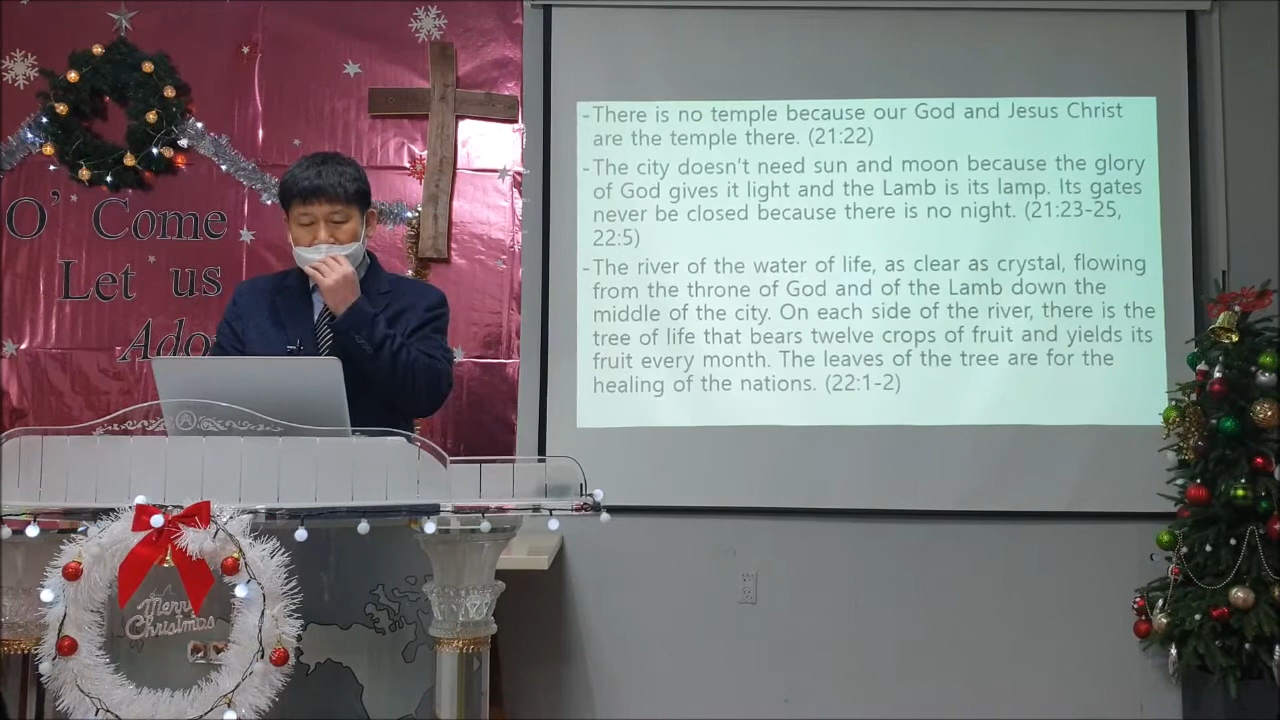 O' Come
Let us
Ado
- There is no temple because our God and Jesus Christ
are the temple there. (21:22)
- The city doesn't need sun and moon because the glory
of God gives it light and the Lamb is its lamp. Its gates
never be closed because there is no night. (21:23-25,
22:5)
- The river of the water of life, as clear as crystal, flowing
from the throne of God and of the Lamb down the
middle of the city. On each side of the river, there is the
tree of life that bears twelve crops of fruit and yields its
fruit every month. The leaves of the tree are for the
healing of the nations. (22:1-2)
A
Merry
Christmas